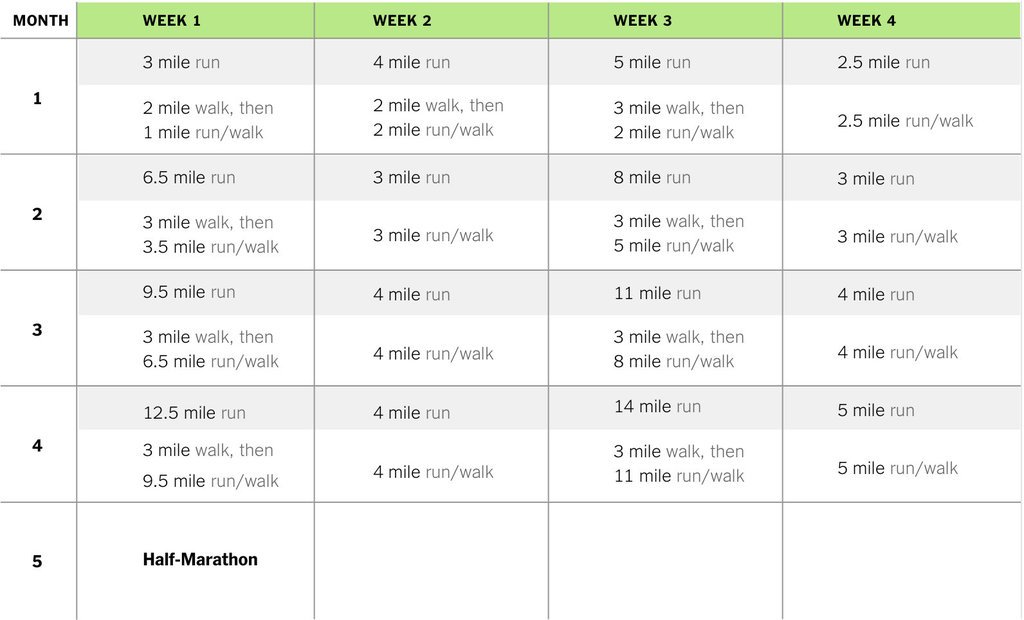 MONTH WEEK 1 WEEK 2 WEEK 3 WEEK 4
1
3 mile run
2 mile walk, then
1 mile run/walk
4 mile run
2 mile walk, then
2 mile run/walk
5 mile run
3 mile walk, then
2 mile run/walk
2.5 mile run
2.5 mile run/walk
2
6.5 mile run
3 mile walk, then
3.5 mile run/walk
3 mile run
3 mile run/walk
8 mile run
3 mile walk, then
5 mile run/walk
3 mile run
3 mile run/walk
3
9.5 mile run
3 mile walk, then
6.5 mile run/walk
4 mile run
4 mile run/walk
11 mile run
3 mile walk, then
8 mile run/walk
4 mile run
4 mile run/walk
4
12.5 mile run
3 mile walk, then
9.5 mile run/walk
4 mile run
4 mile run/walk
14 mile run
3 mile walk, then
11 mile run/walk
5 mile run
5 mile run/walk
5
Half-Marathon